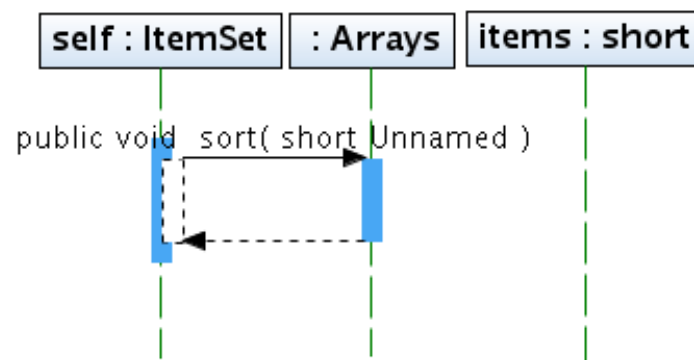 self : ItemSet
: Arrays
items : short
public void sort( short Unnamed )